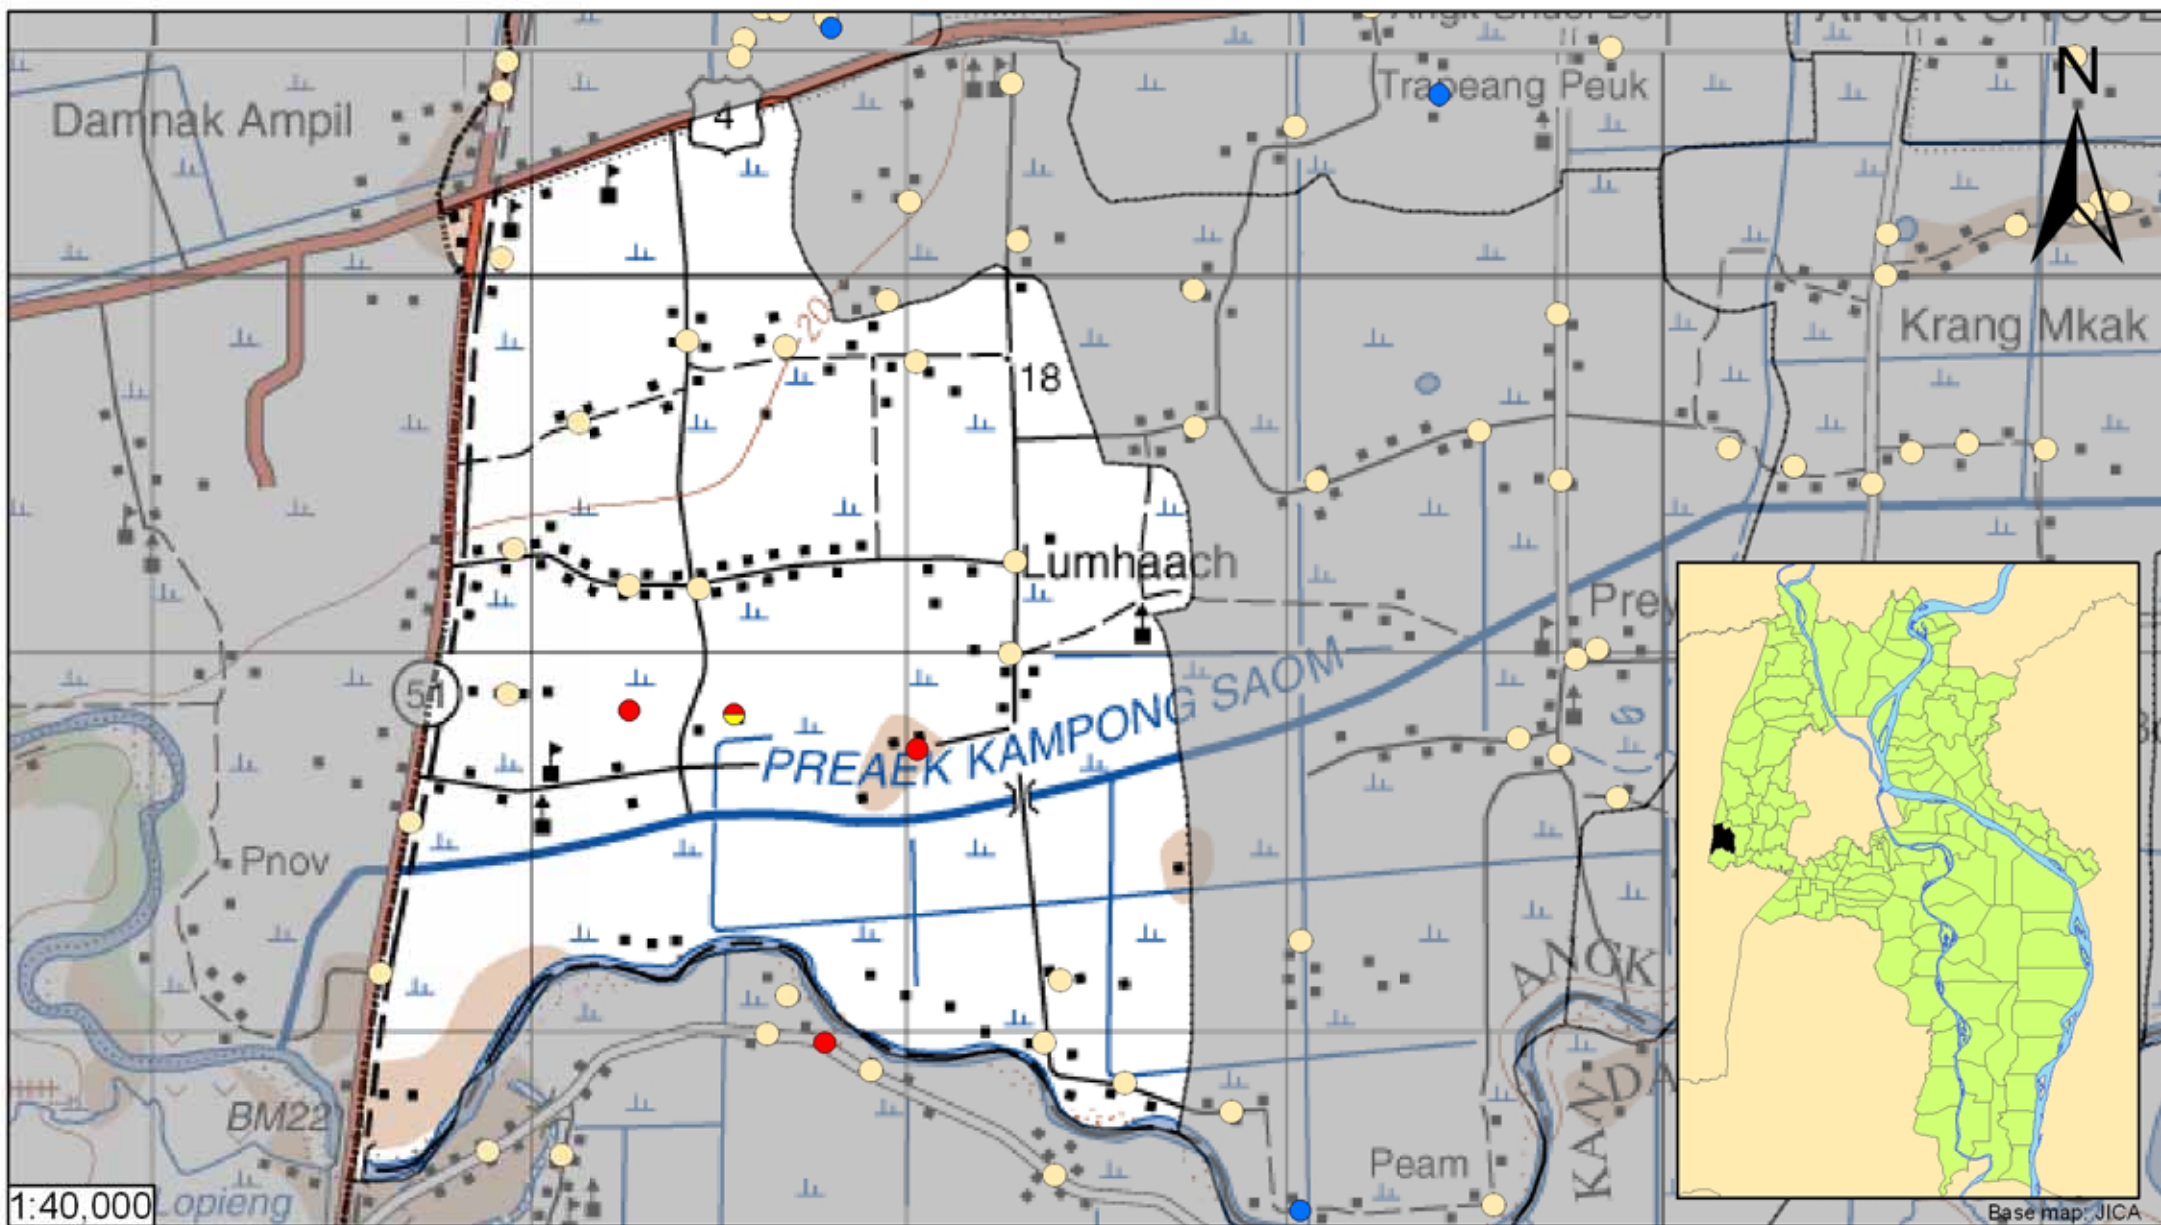 Damnak Ampil
4
Trapeang Peuk
N
Krang Mkak
20
18
Lumhaach
Prey
51
PREAEK KAMPONG SAOM
Pnov
ANGK
KANDA
BM22
Peam
Lopieng
1:40,000
Base map: JICA